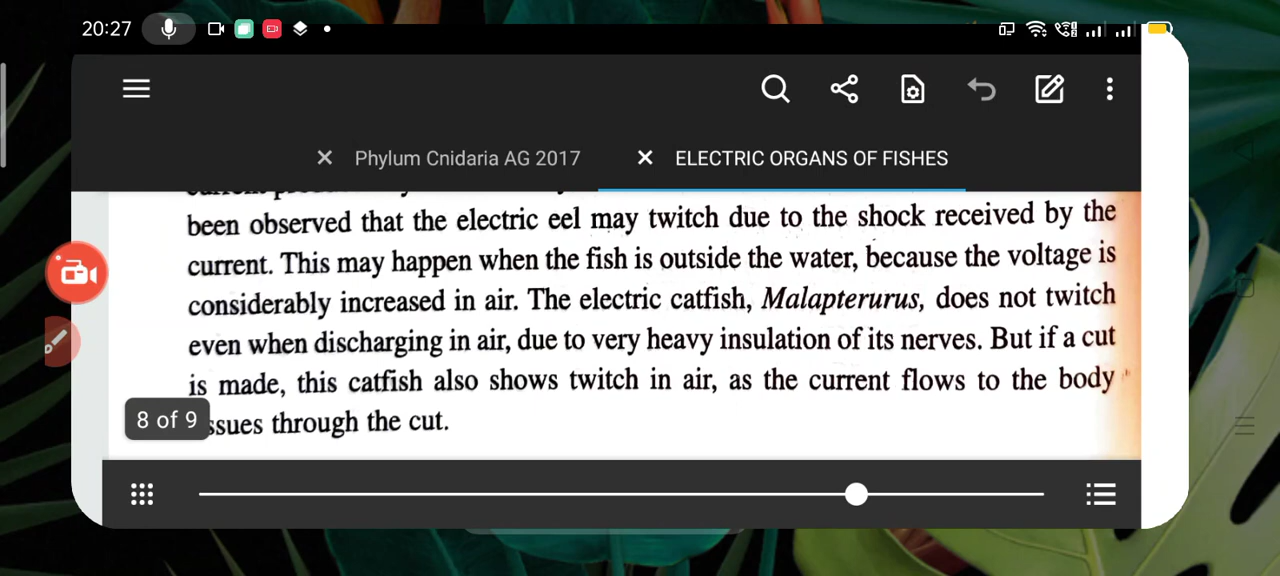 20:27
Phylum Cnidaria AG 2017
ELECTRIC ORGANS OF FISHES
been observed that the electric eel may twitch due to the shock received by the
current. This may happen when the fish is outside the water, because the voltage is
considerably increased in air. The electric catfish, Malapterurus, does not twitch
even when discharging in air, due to very heavy insulation of its nerves. But if a cut
is made, this catfish also shows twitch in air, as the current flows to the body
8 of 9
ssues through the cut.